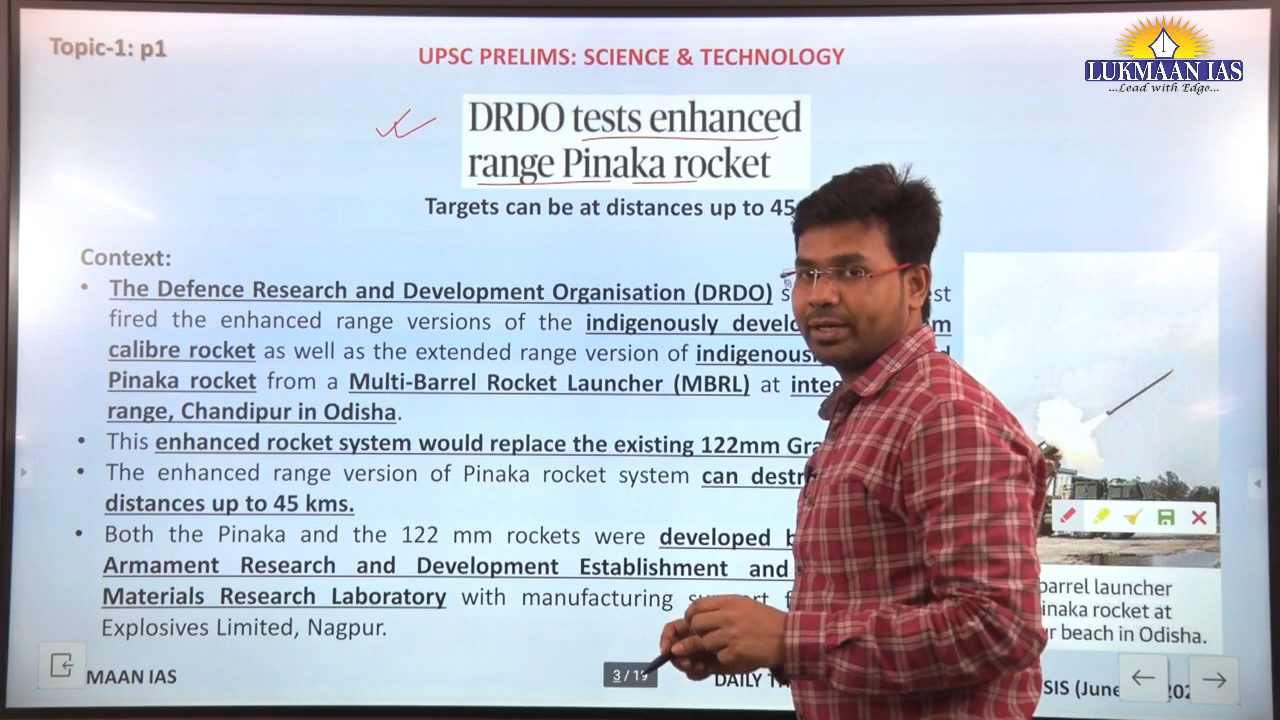 Topic-1: p1
UPSC PRELIMS: SCIENCE & TECHNOLOGY
LUKMAAN IAS
...Lead with Edge...
DRDO tests enhanced
range Pinaka rocket
Targets can be at distances up to 45
Context:
• The Defence Research and Development Organisation (DRDO)
fired the enhanced range versions of the indigenously
calibre rocket as well as the extended range version of
Pinaka rocket from a Multi-Barrel Rocket Launcher (MBRL) at
range, Chandipur in Odisha.
• This enhanced rocket system would replace the existing 122mm
• The enhanced range version of Pinaka rocket system can
distances up to 45 kms.
• Both the Pinaka and the 122 mm rockets were developed
Armament Research and Development Establishment and
Materials Research Laboratory with manufacturing
Explosives Limited, Nagpur.
barrel launcher
rocket at
beach in Odisha.
MAAN IAS
3 / 19
DAILY
SIS (June